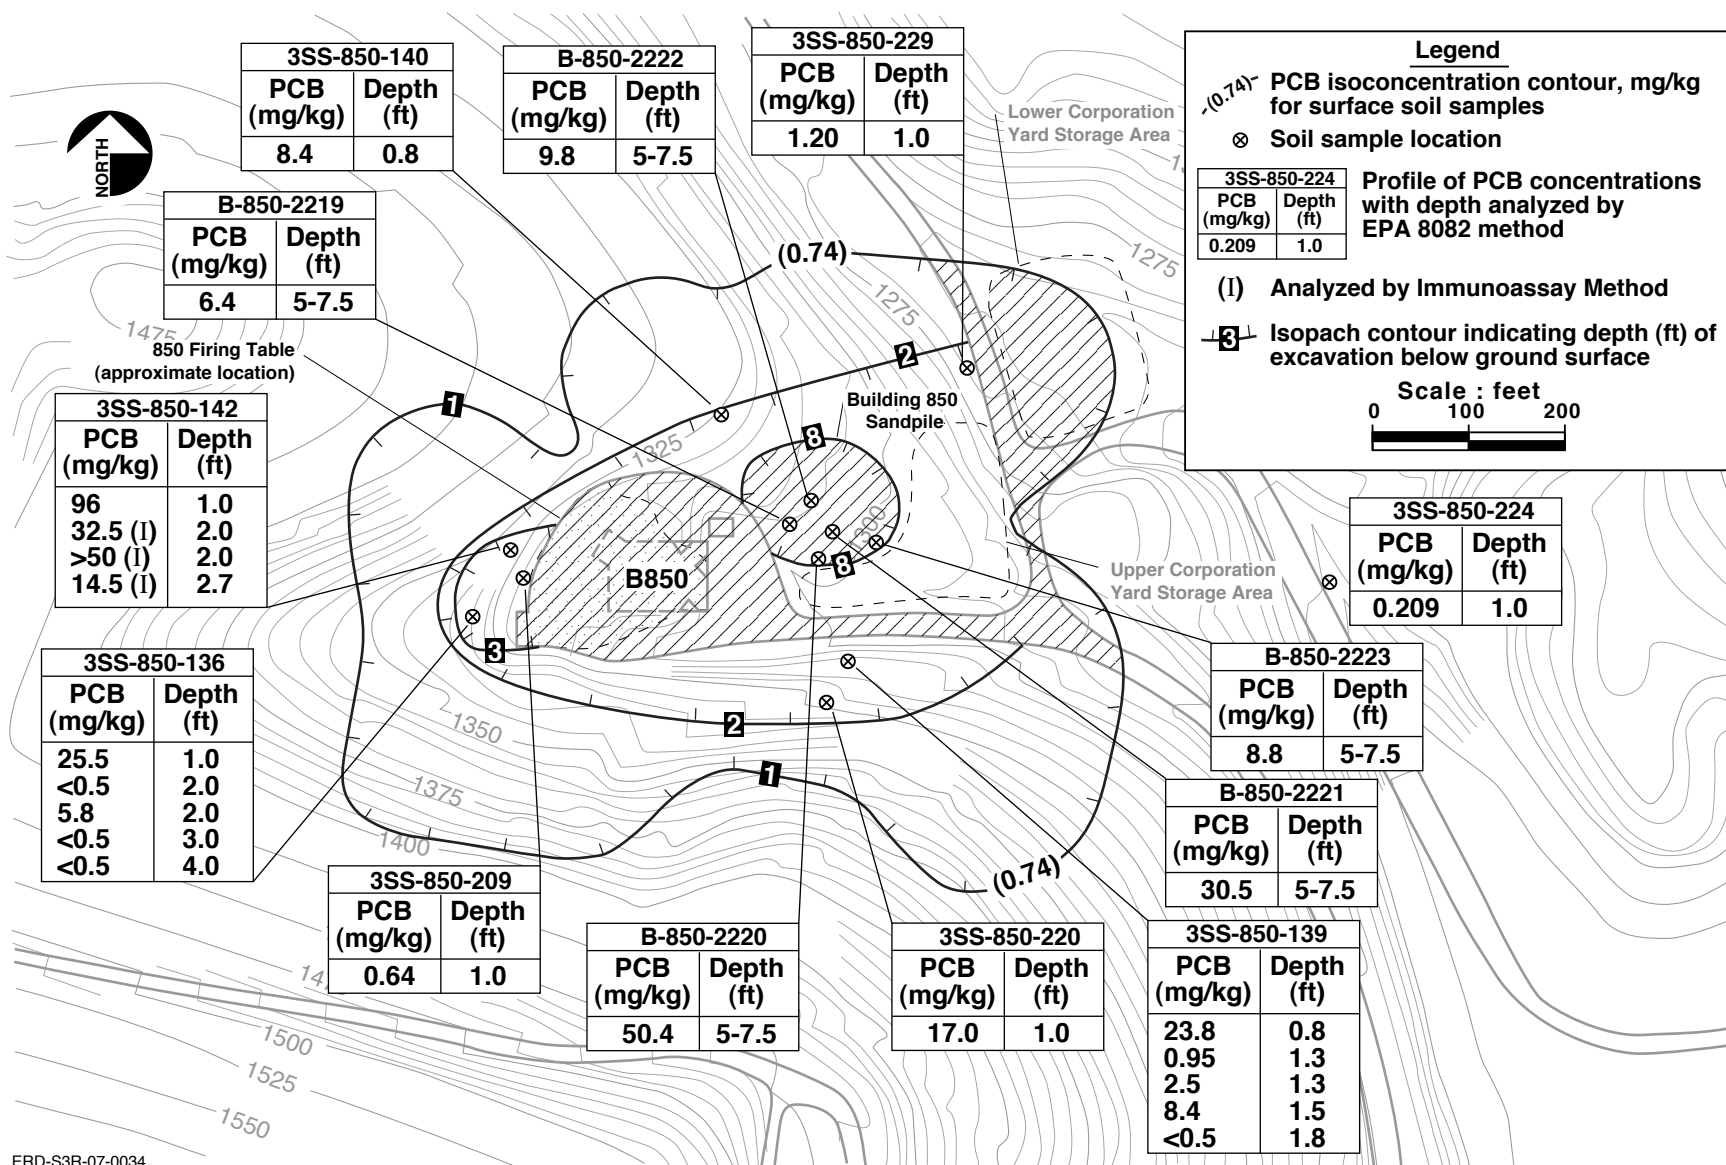 3SS-850-140
PCB (mg/kg) Depth (ft)
8.4 0.8
B-850-2222
PCB (mg/kg) Depth (ft)
9.8 5-7.5
3SS-850-229
PCB (mg/kg) Depth (ft)
1.20 1.0
Lower Corporation
Yard Storage Area
Legend
(0.74) PCB isoconcentration contour, mg/kg
for surface soil samples
Soil sample location
3SS-850-224
PCB (mg/kg) Depth (ft)
0.209 1.0
Profile of PCB concentrations
with depth analyzed by
EPA 8082 method
(I) Analyzed by Immunoassay Method
3 Isopach contour indicating depth (ft) of
excavation below ground surface
Scale : feet
0 100 200
NORTH
B-850-2219
PCB (mg/kg) Depth (ft)
6.4 5-7.5
(0.74)
1275
1275
1475
850 Firing Table
(approximate location)
2
1
Building 850
Sandpile
8
1325
1300
8
B850
3SS-850-142
PCB (mg/kg) Depth (ft)
96 1.0
32.5 (I) 2.0
>50 (I) 2.0
14.5 (I) 2.7
Upper Corporation
Yard Storage Area
3SS-850-224
PCB (mg/kg) Depth (ft)
0.209 1.0
3
3SS-850-136
PCB (mg/kg) Depth (ft)
25.5 1.0
<0.5 2.0
5.8 2.0
<0.5 3.0
<0.5 4.0
B-850-2223
PCB (mg/kg) Depth (ft)
8.8 5-7.5
1350
2
1
1375
1400
B-850-2221
PCB (mg/kg) Depth (ft)
30.5 5-7.5
(0.74)
3SS-850-209
PCB (mg/kg) Depth (ft)
0.64 1.0
B-850-2220
PCB (mg/kg) Depth (ft)
50.4 5-7.5
3SS-850-220
PCB (mg/kg) Depth (ft)
17.0 1.0
3SS-850-139
PCB (mg/kg) Depth (ft)
23.8 0.8
0.95 1.3
2.5 1.3
8.4 1.5
<0.5 1.8
1500
1525
1550
ERD-S3R-07-0034